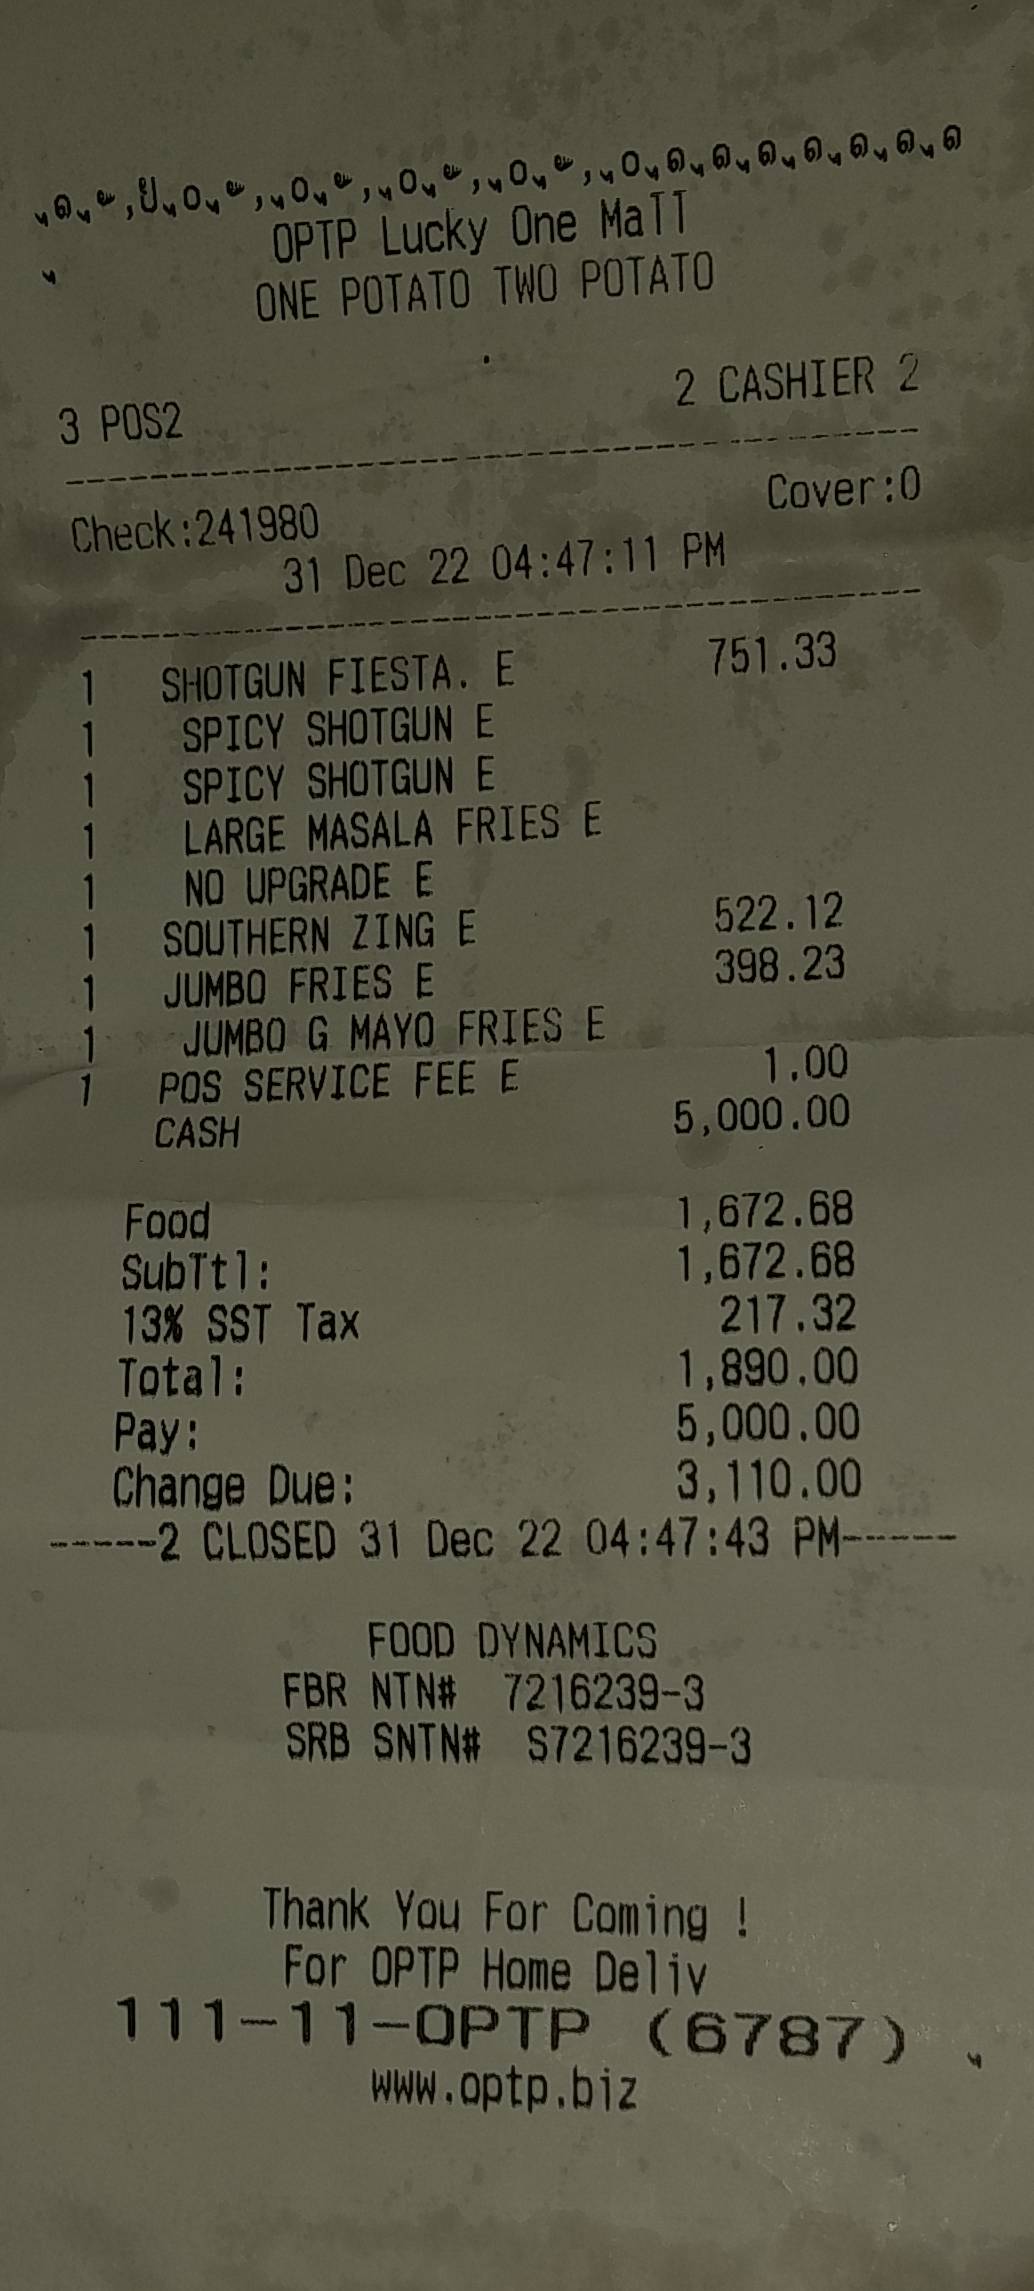 OPTP Lucky One Mall
ONE POTATO TWO POTATO
3 POS2 2 CASHIER 2
Check:241980 Cover:0
31 Dec 22 04:47:11 PM
1 SHOTGUN FIESTA. E 751.33
1 SPICY SHOTGUN E
1 SPICY SHOTGUN E
1 LARGE MASALA FRIES E
1 NO UPGRADE E
1 SOUTHERN ZING E 522.12
1 JUMBO FRIES E 398.23
1 JUMBO G MAYO FRIES E
1 POS SERVICE FEE E 1.00
CASH 5,000.00
Food 1,672.68
SubTtl: 1,672.68
13% SST Tax 217.32
Total: 1,890.00
Pay: 5,000.00
Change Due: 3,110.00
------2 CLOSED 31 Dec 22 04:47:43 PM------
FOOD DYNAMICS
FBR NTN# 7216239-3
SRB SNTN# S7216239-3
Thank You For Coming !
For OPTP Home Deliv
111-11-OPTP (6787)
www.optp.biz